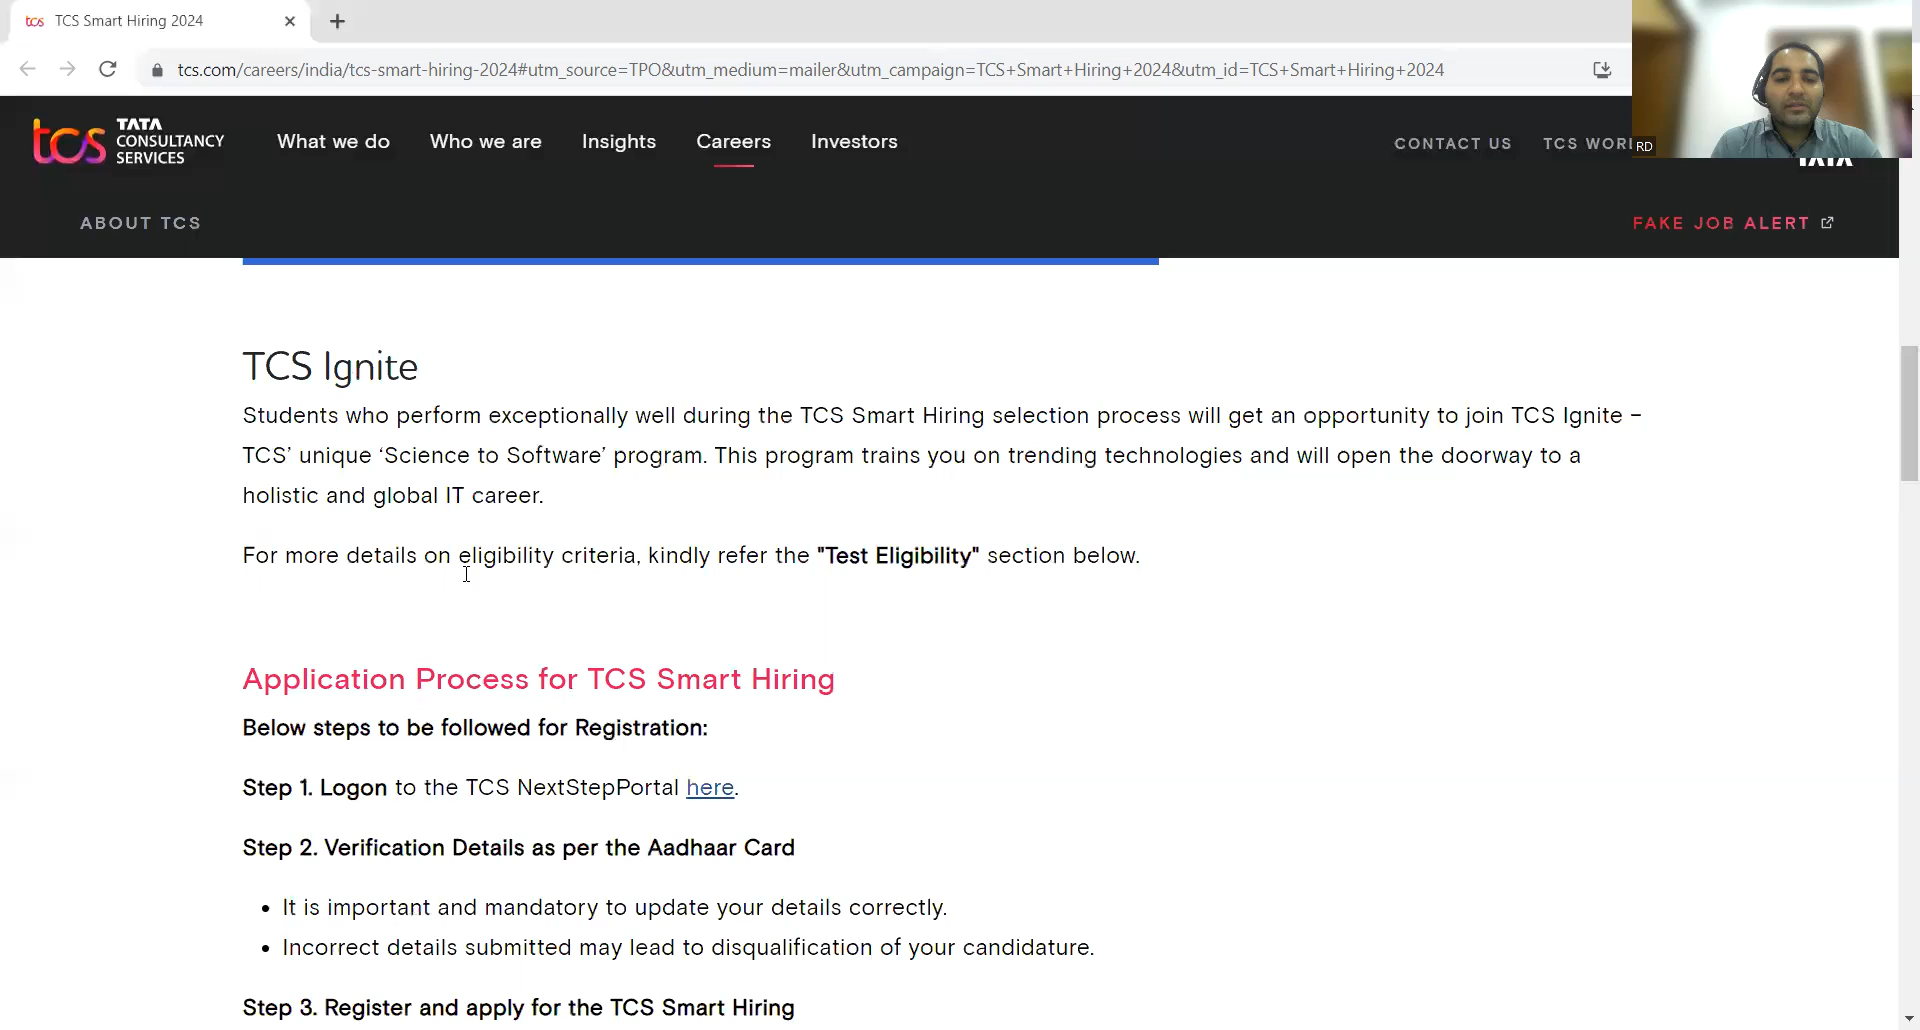 tcs TCS Smart Hiring 2024
tcs.com/careers/india/tcs-smart-hiring-2024#utm_source=TPO&utm_medium=mailer&utm_campaign=TCS+Smart+Hiring+2024&utm_id=TCS+Smart+Hiring+2024
tcs TATA CONSULTANCY SERVICES
What we do Who we are Insights Careers Investors CONTACT US TCS WORL
RD
TATA
ABOUT TCS FAKE JOB ALERT
TCS Ignite
Students who perform exceptionally well during the TCS Smart Hiring selection process will get an opportunity to join TCS Ignite –
TCS’ unique ‘Science to Software’ program. This program trains you on trending technologies and will open the doorway to a
holistic and global IT career.
For more details on eligibility criteria, kindly refer the "Test Eligibility" section below.
Application Process for TCS Smart Hiring
Below steps to be followed for Registration:
Step 1. Logon to the TCS NextStepPortal here.
Step 2. Verification Details as per the Aadhaar Card
• It is important and mandatory to update your details correctly.
• Incorrect details submitted may lead to disqualification of your candidature.
Step 3. Register and apply for the TCS Smart Hiring